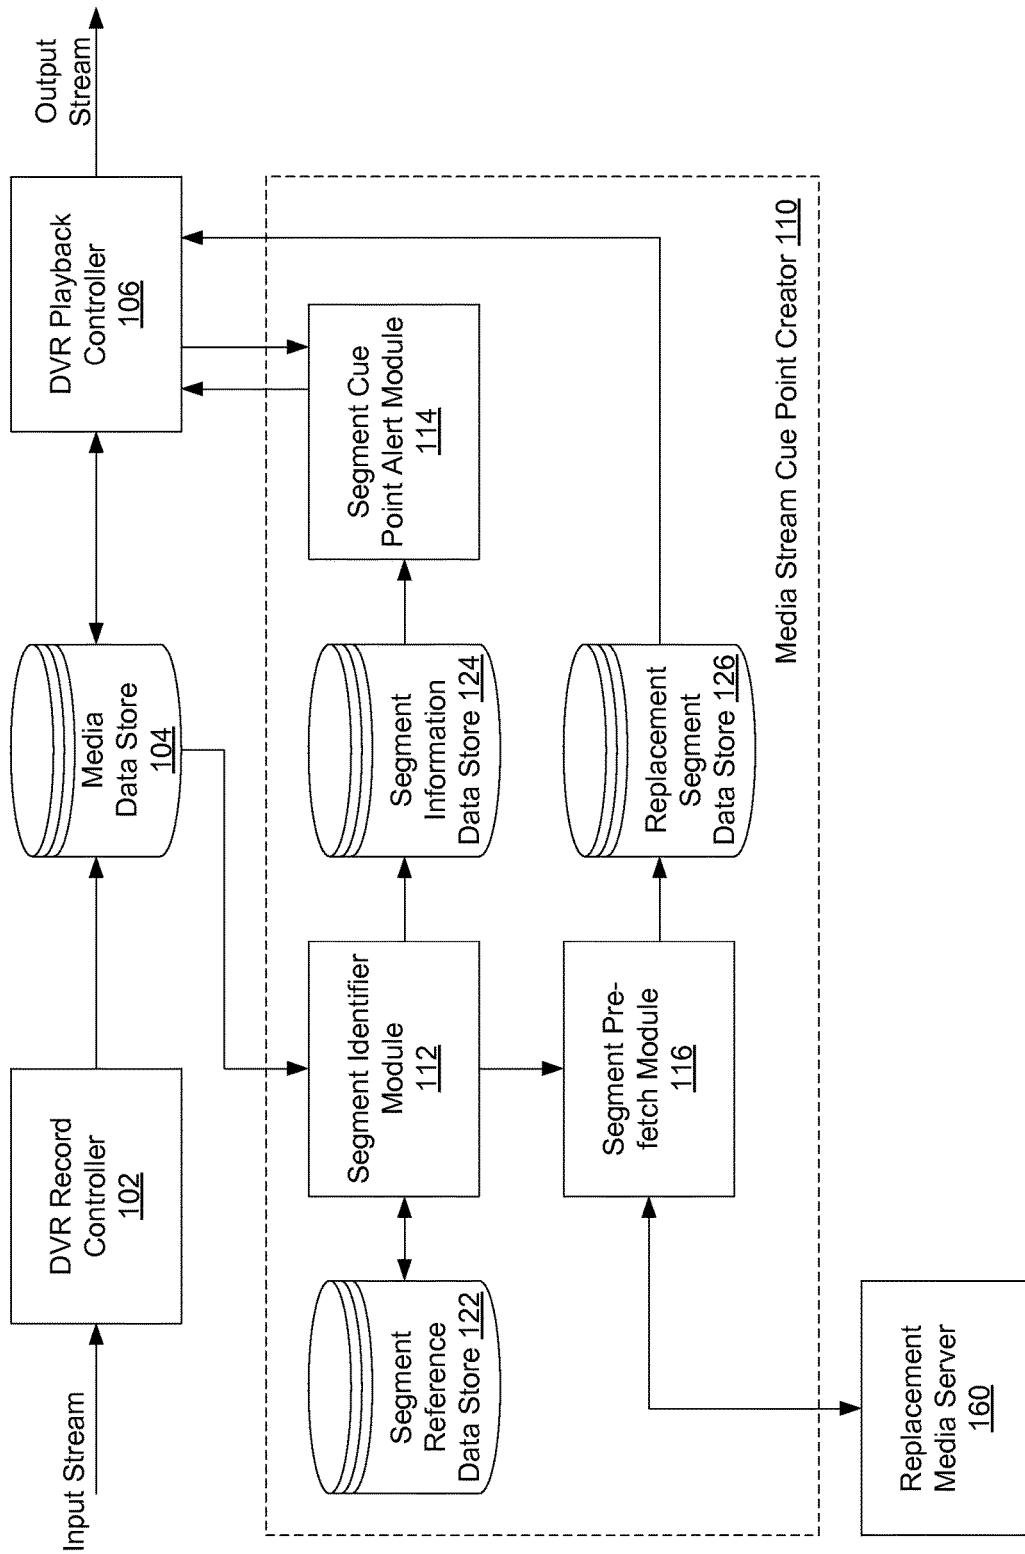 Input Stream
DVR Record
Controller
102
Media
Data Store
104
DVR Playback
Controller
106
Output
Stream
Segment
Reference
Data Store 122
Segment Identifier
Module
112
Segment
Information
Data Store 124
Segment Cue
Point Alert Module
114
Segment Pre-
fetch Module
116
Replacement
Segment
Data Store 126
Media Stream Cue Point Creator 110
Replacement
Media Server
160